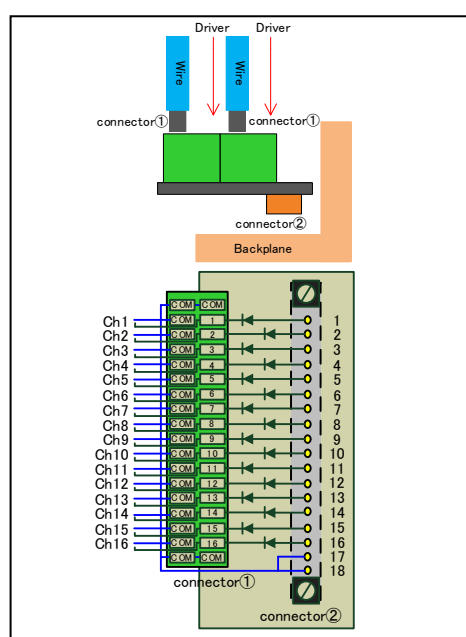 Driver Driver
Wire Wire
connector① connector①
connector②
Backplane
COM COM
Ch1 COM 1 1
Ch2 COM 2 2
Ch3 COM 3 3
Ch4 COM 4 4
Ch5 COM 5 5
Ch6 COM 6 6
Ch7 COM 7 7
Ch8 COM 8 8
Ch9 COM 9 9
Ch10 COM 10 10
Ch11 COM 11 11
Ch12 COM 12 12
Ch13 COM 13 13
Ch14 COM 14 14
Ch15 COM 15 15
Ch16 COM 16 16
COM COM 17
18
connector①
connector②